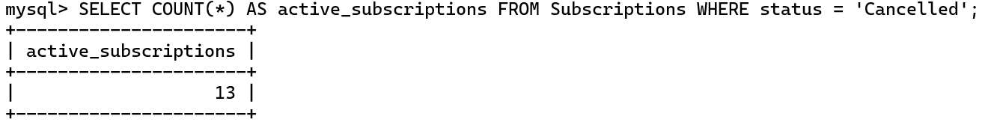 mysql> SELECT COUNT(*) AS active_subscriptions FROM Subscriptions WHERE status = 'Cancelled';
+----------------------+
| active_subscriptions |
+----------------------+
|                   13 |
+----------------------+